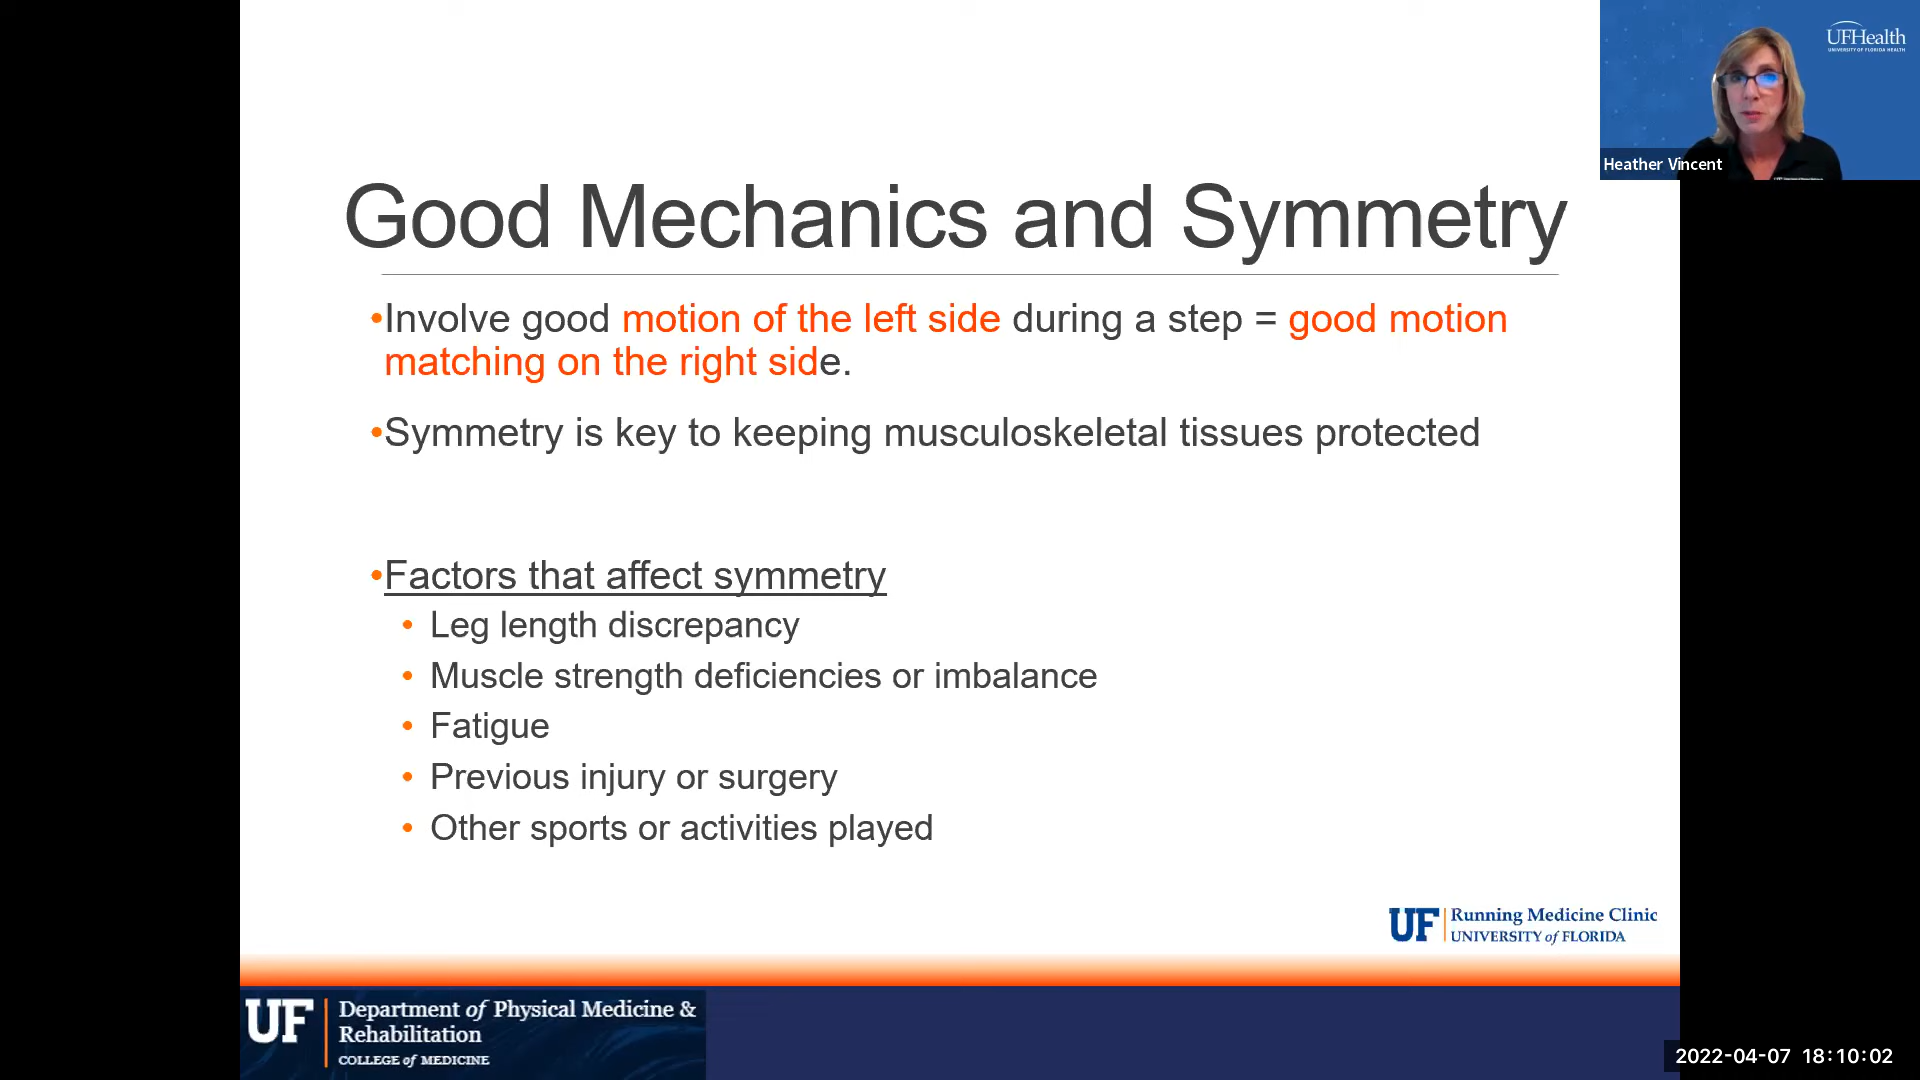 UFHealth
UNIVERSITY OF FLORIDA HEALTH
Heather Vincent
Good Mechanics and Symmetry
•Involve good motion of the left side during a step = good motion
matching on the right side.
•Symmetry is key to keeping musculoskeletal tissues protected
•Factors that affect symmetry
• Leg length discrepancy
• Muscle strength deficiencies or imbalance
• Fatigue
• Previous injury or surgery
• Other sports or activities played
UF Running Medicine Clinic
UNIVERSITY of FLORIDA
UF Department of Physical Medicine &
Rehabilitation
COLLEGE of MEDICINE
2022-04-07 18:10:02